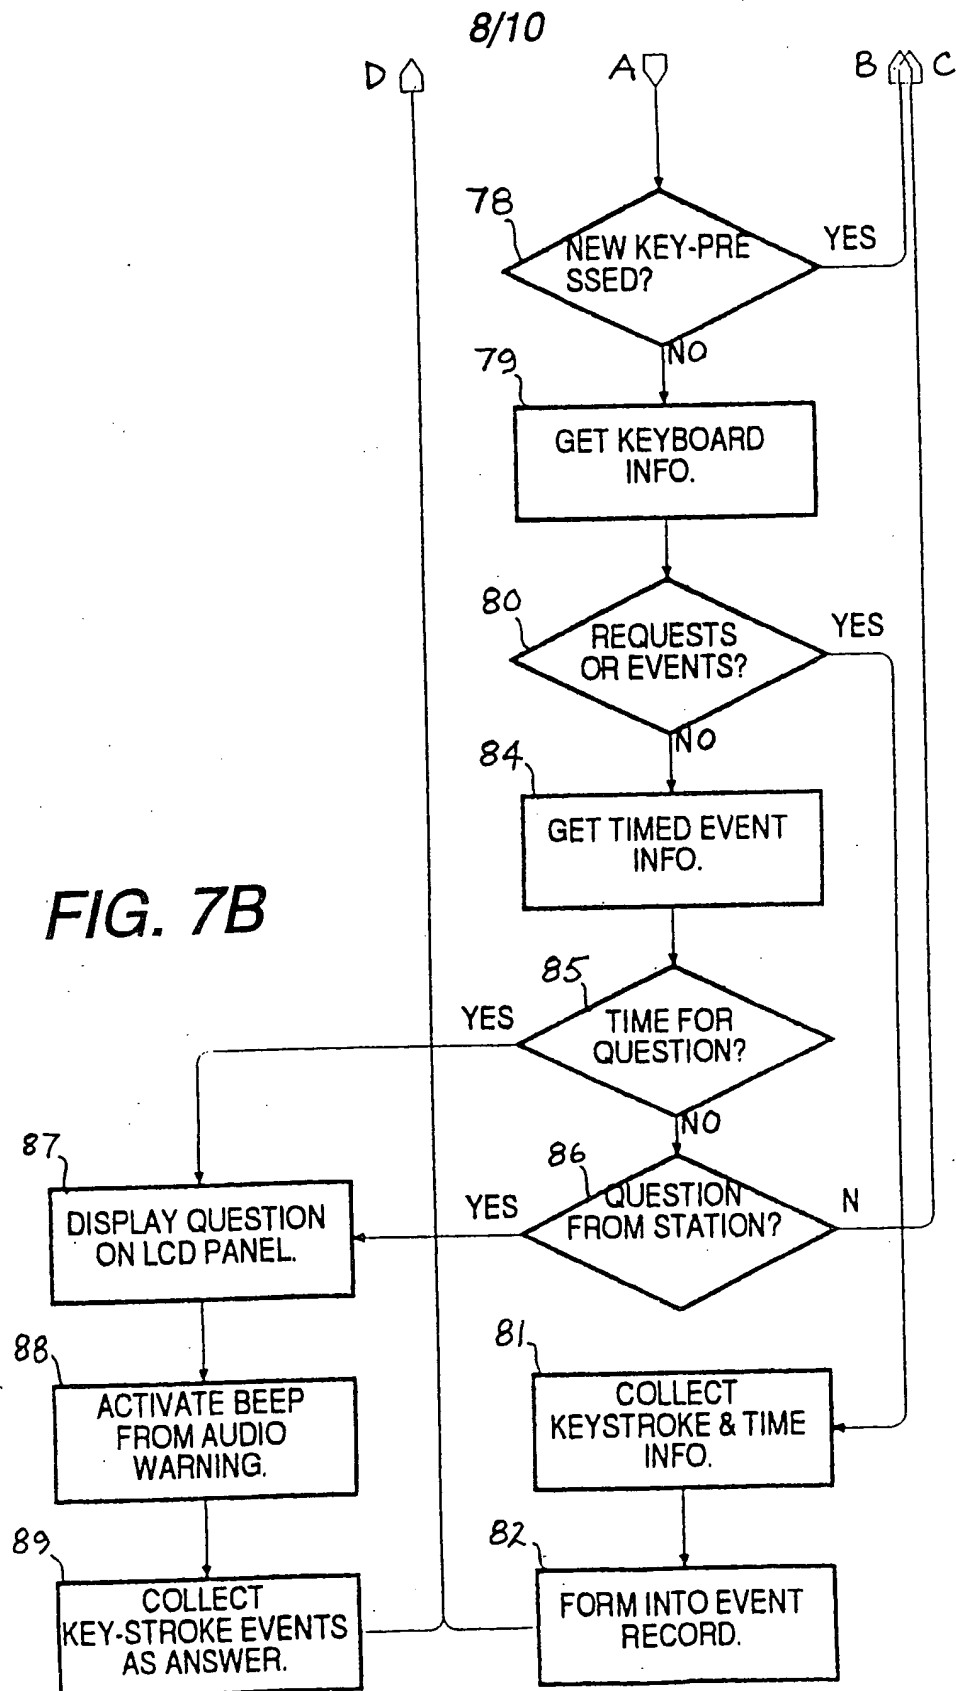 8/10
D
A
B
C
78
NEW KEY-PRE
SSED?
YES
NO
79
GET KEYBOARD
INFO.
80
REQUESTS
OR EVENTS?
YES
NO
84
GET TIMED EVENT
INFO.
FIG. 7B
85
YES
TIME FOR
QUESTION?
NO
87
86
DISPLAY QUESTION
ON LCD PANEL.
YES
QUESTION
FROM STATION?
N
88
ACTIVATE BEEP
FROM AUDIO
WARNING.
81
COLLECT
KEYSTROKE & TIME
INFO.
89
COLLECT
KEY-STROKE EVENTS
AS ANSWER.
82
FORM INTO EVENT
RECORD.